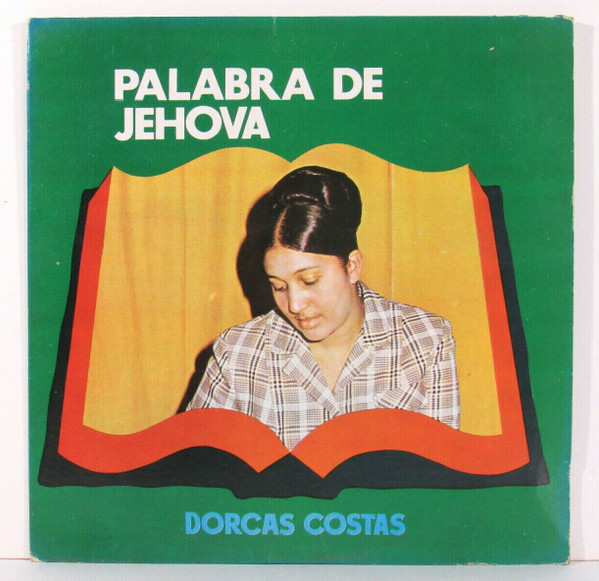 PALABRA DE
JEHOVA
DORCAS COSTAS